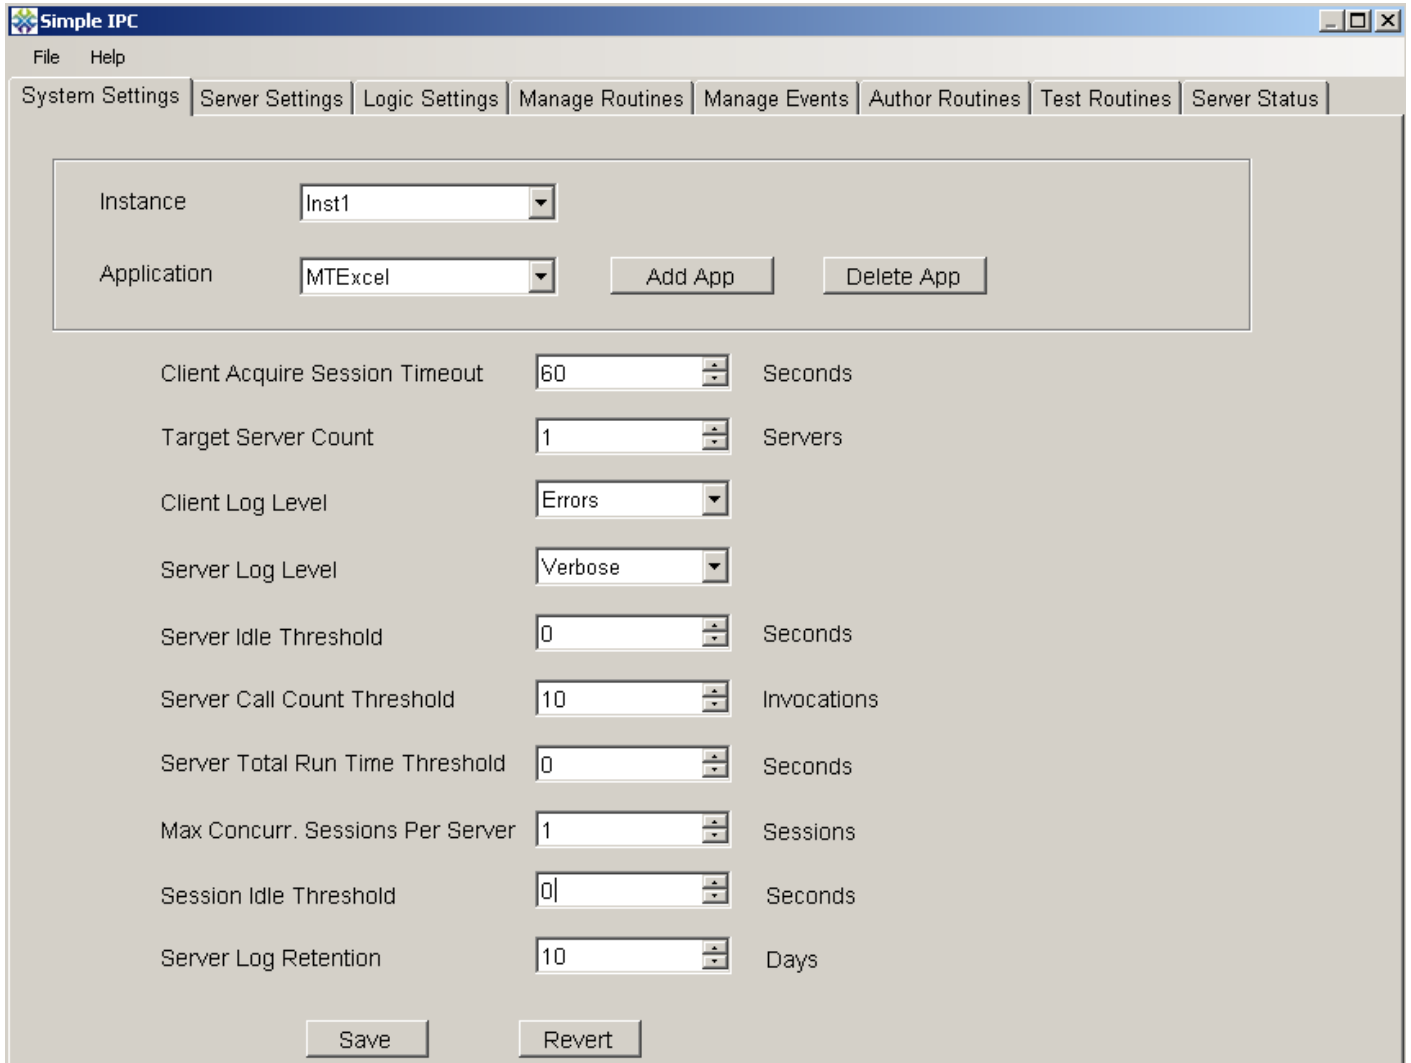 Simple IPC
File Help
System Settings Server Settings Logic Settings Manage Routines Manage Events Author Routines Test Routines Server Status
Instance Inst1
Application MTExcel Add App Delete App
Client Acquire Session Timeout 60 Seconds
Target Server Count 1 Servers
Client Log Level Errors
Server Log Level Verbose
Server Idle Threshold 0 Seconds
Server Call Count Threshold 10 Invocations
Server Total Run Time Threshold 0 Seconds
Max Concurr. Sessions Per Server 1 Sessions
Session Idle Threshold 0 Seconds
Server Log Retention 10 Days
Save Revert